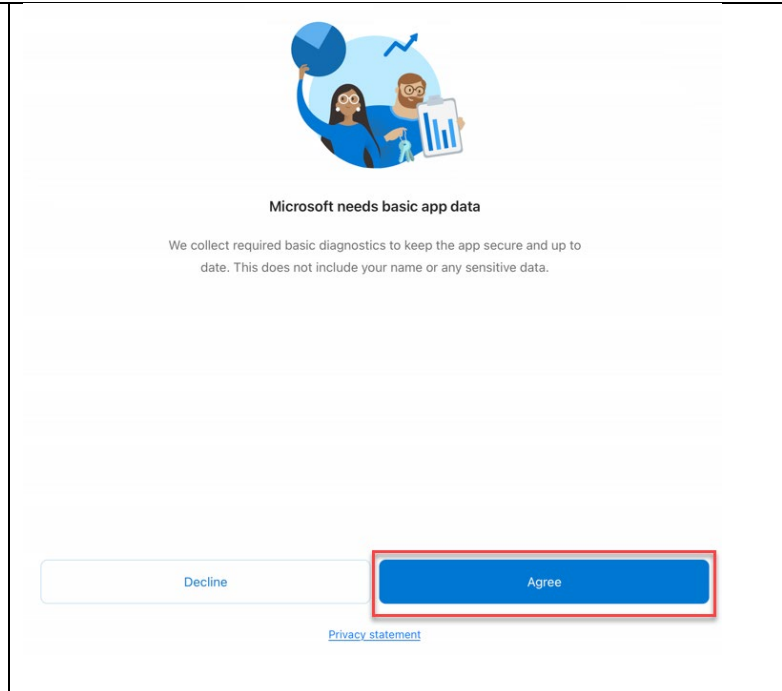 Microsoft needs basic app data
We collect required basic diagnostics to keep the app secure and up to
date. This does not include your name or any sensitive data.
Decline
Agree
Privacy statement